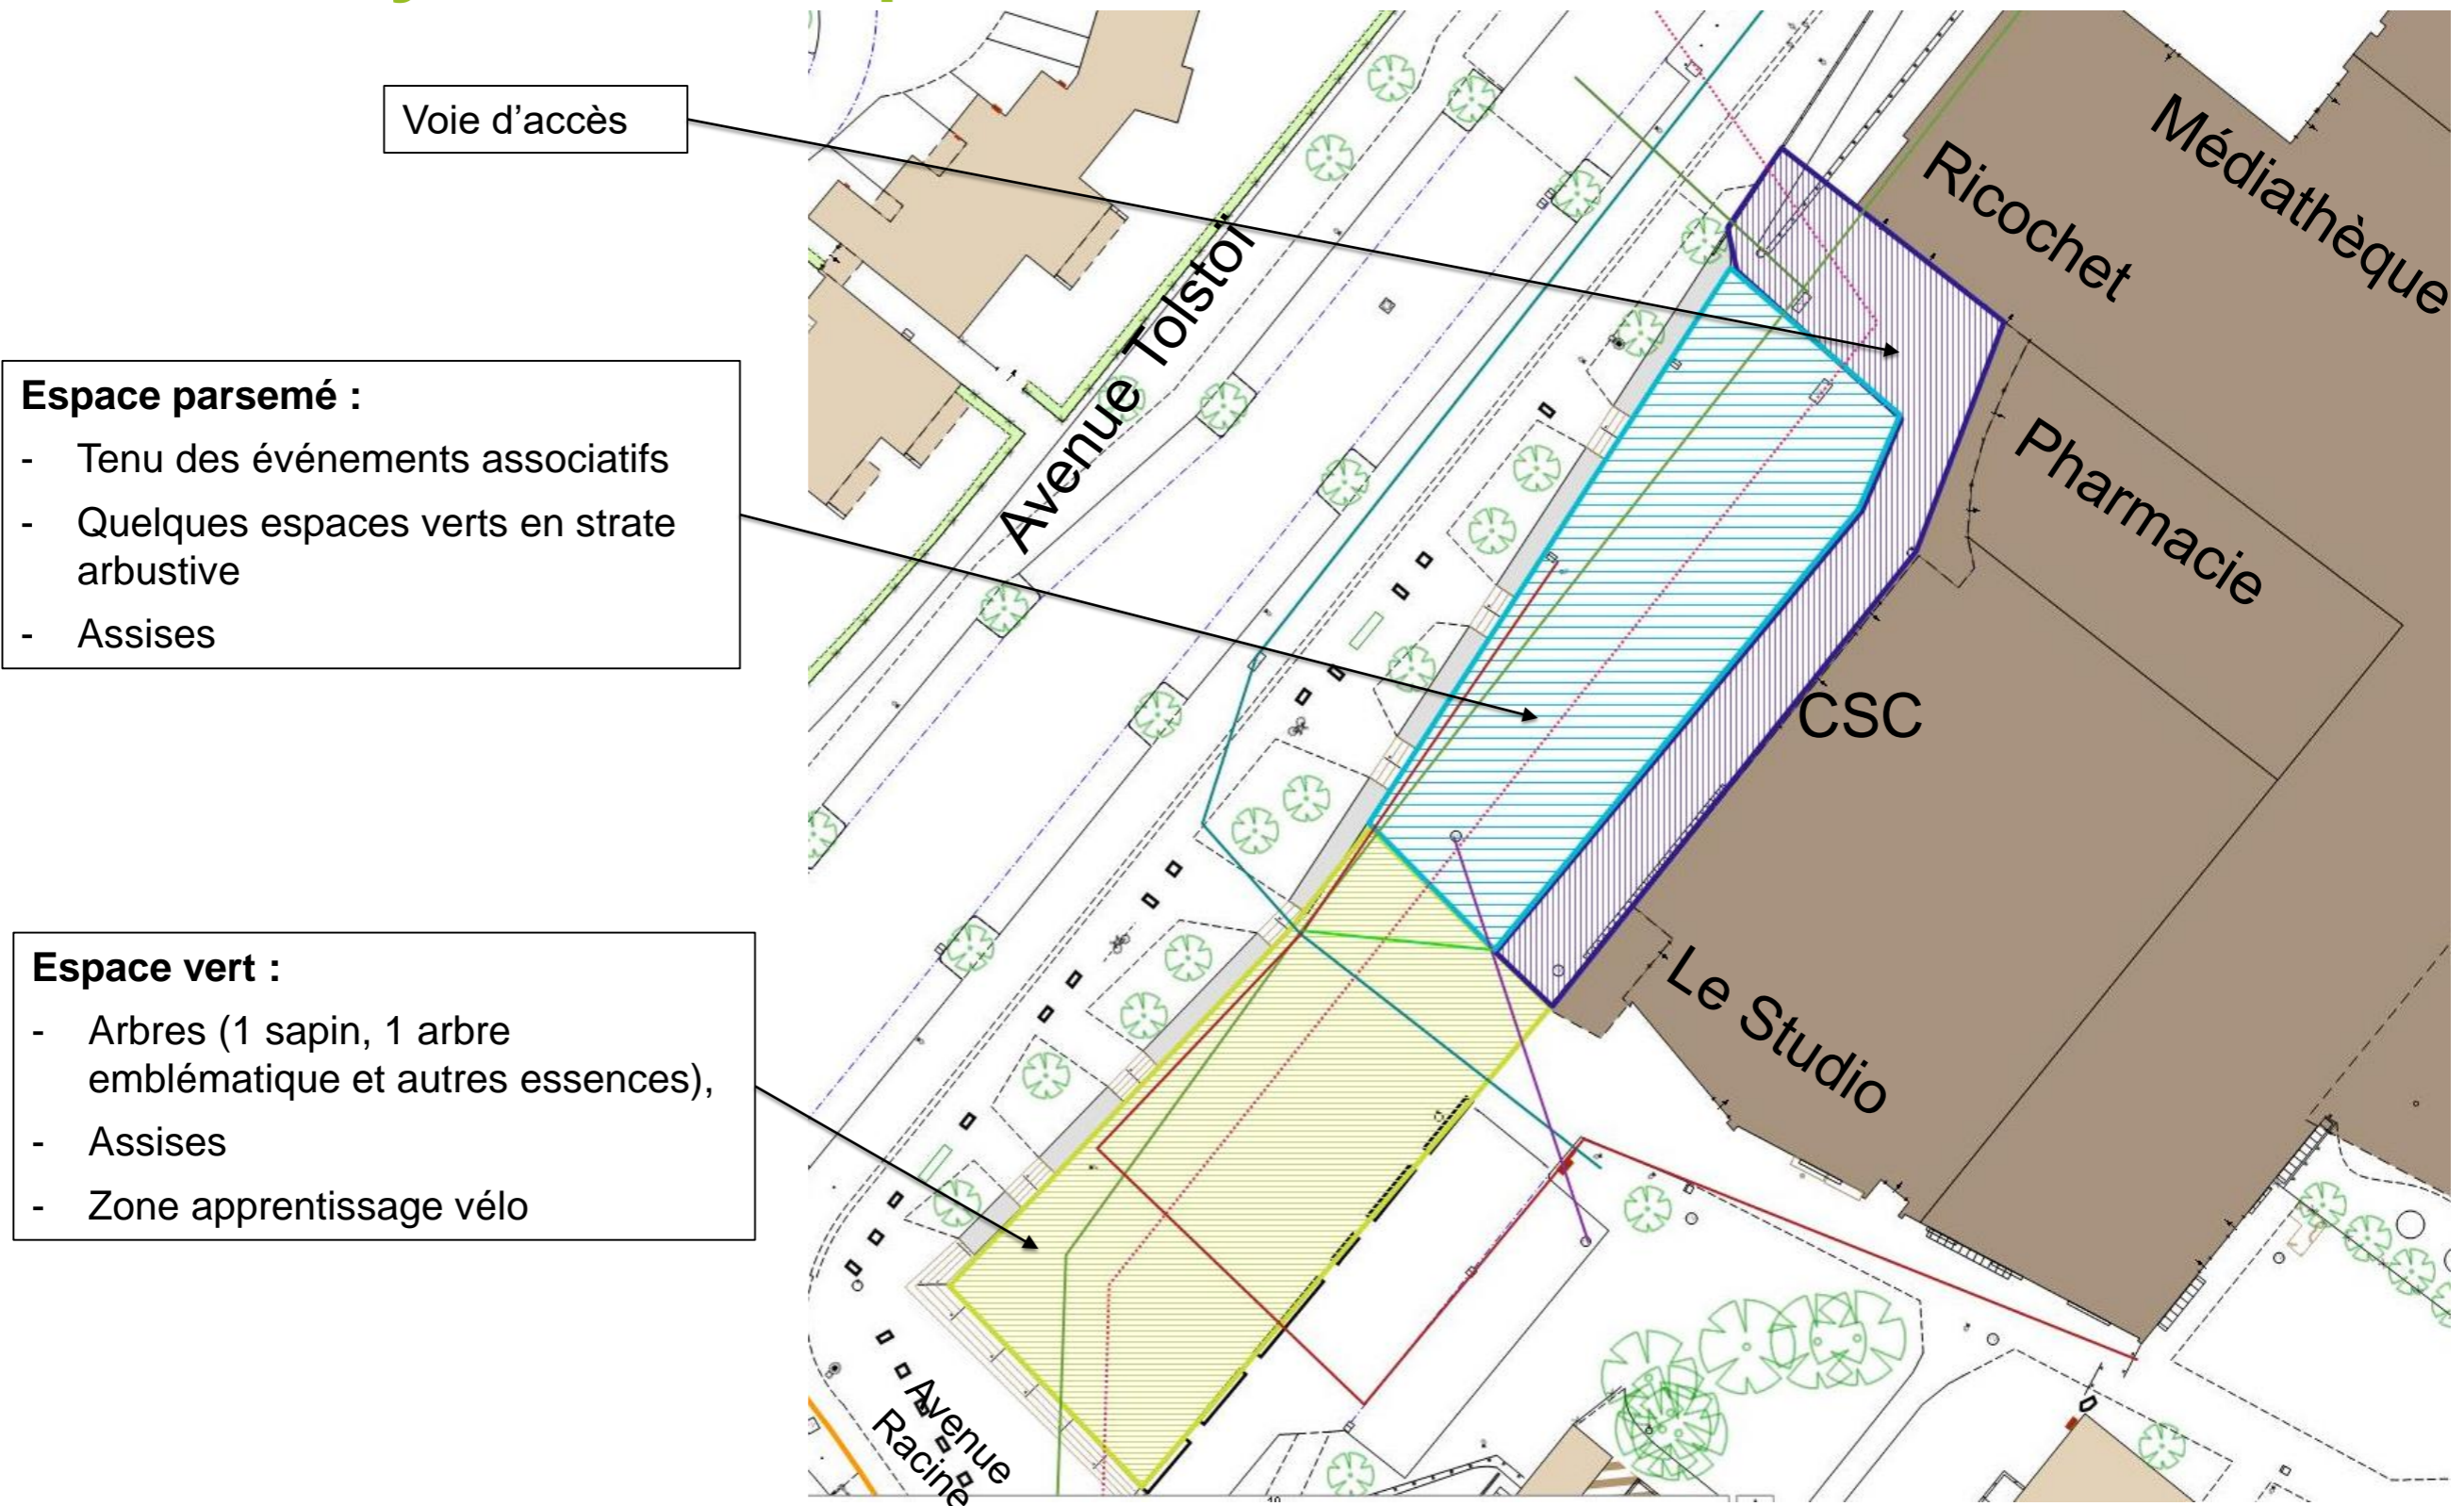 Voie d'accès
Espace parsemé :
- Tenu des événements associatifs
- Quelques espaces verts en strate
arbustive
- Assises
Espace vert :
- Arbres (1 sapin, 1 arbre
emblématique et autres essences),
- Assises
- Zone apprentissage vélo
Avenue Tolstoï
Médiathèque
Ricochet
Pharmacie
CSC
Le Studio
Avenue
Racine